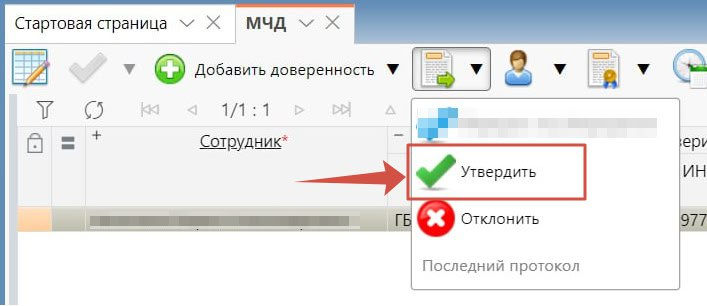 Стартовая страница
МЧД
Добавить доверенность
1/1 : 1
+ Сотрудник*
ИН
Утвердить
ГБ
977
Отклонить
Последний протокол